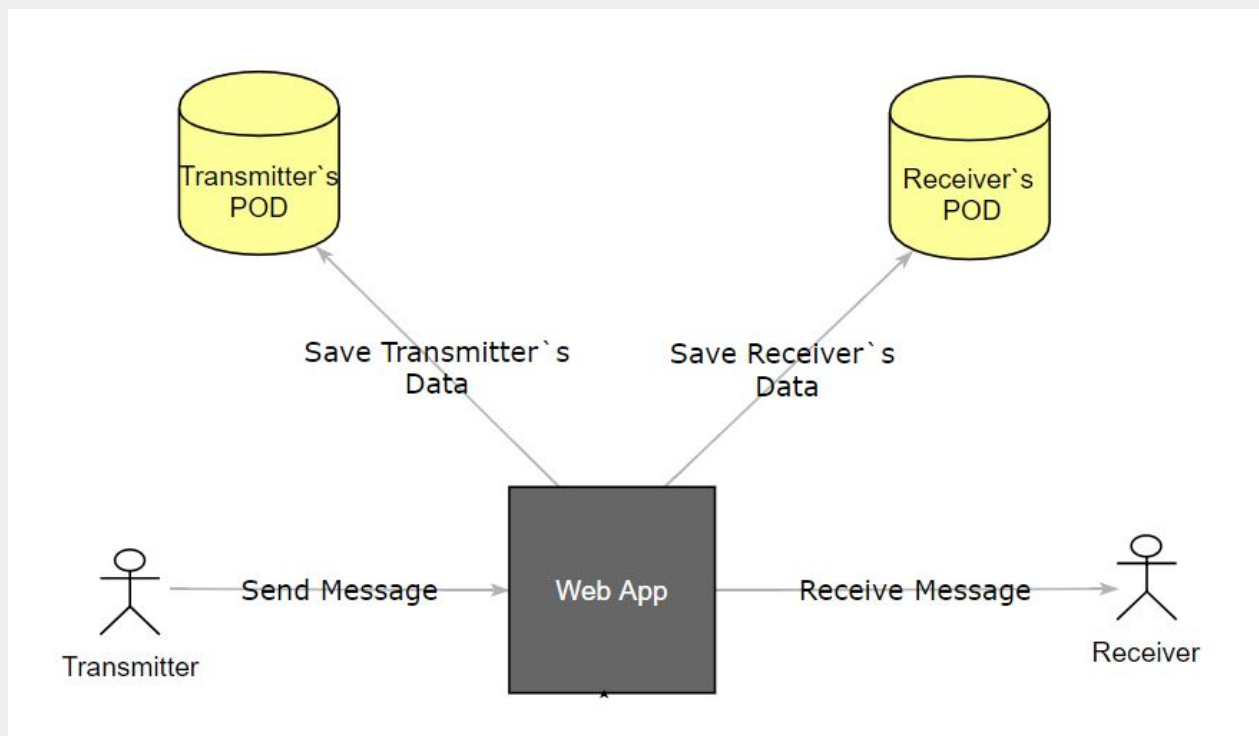 Transmitter`s
POD
Receiver`s
POD
Save Transmitter`s
Data
Save Receiver`s
Data
Send Message
Web App
Receive Message
Transmitter
Receiver